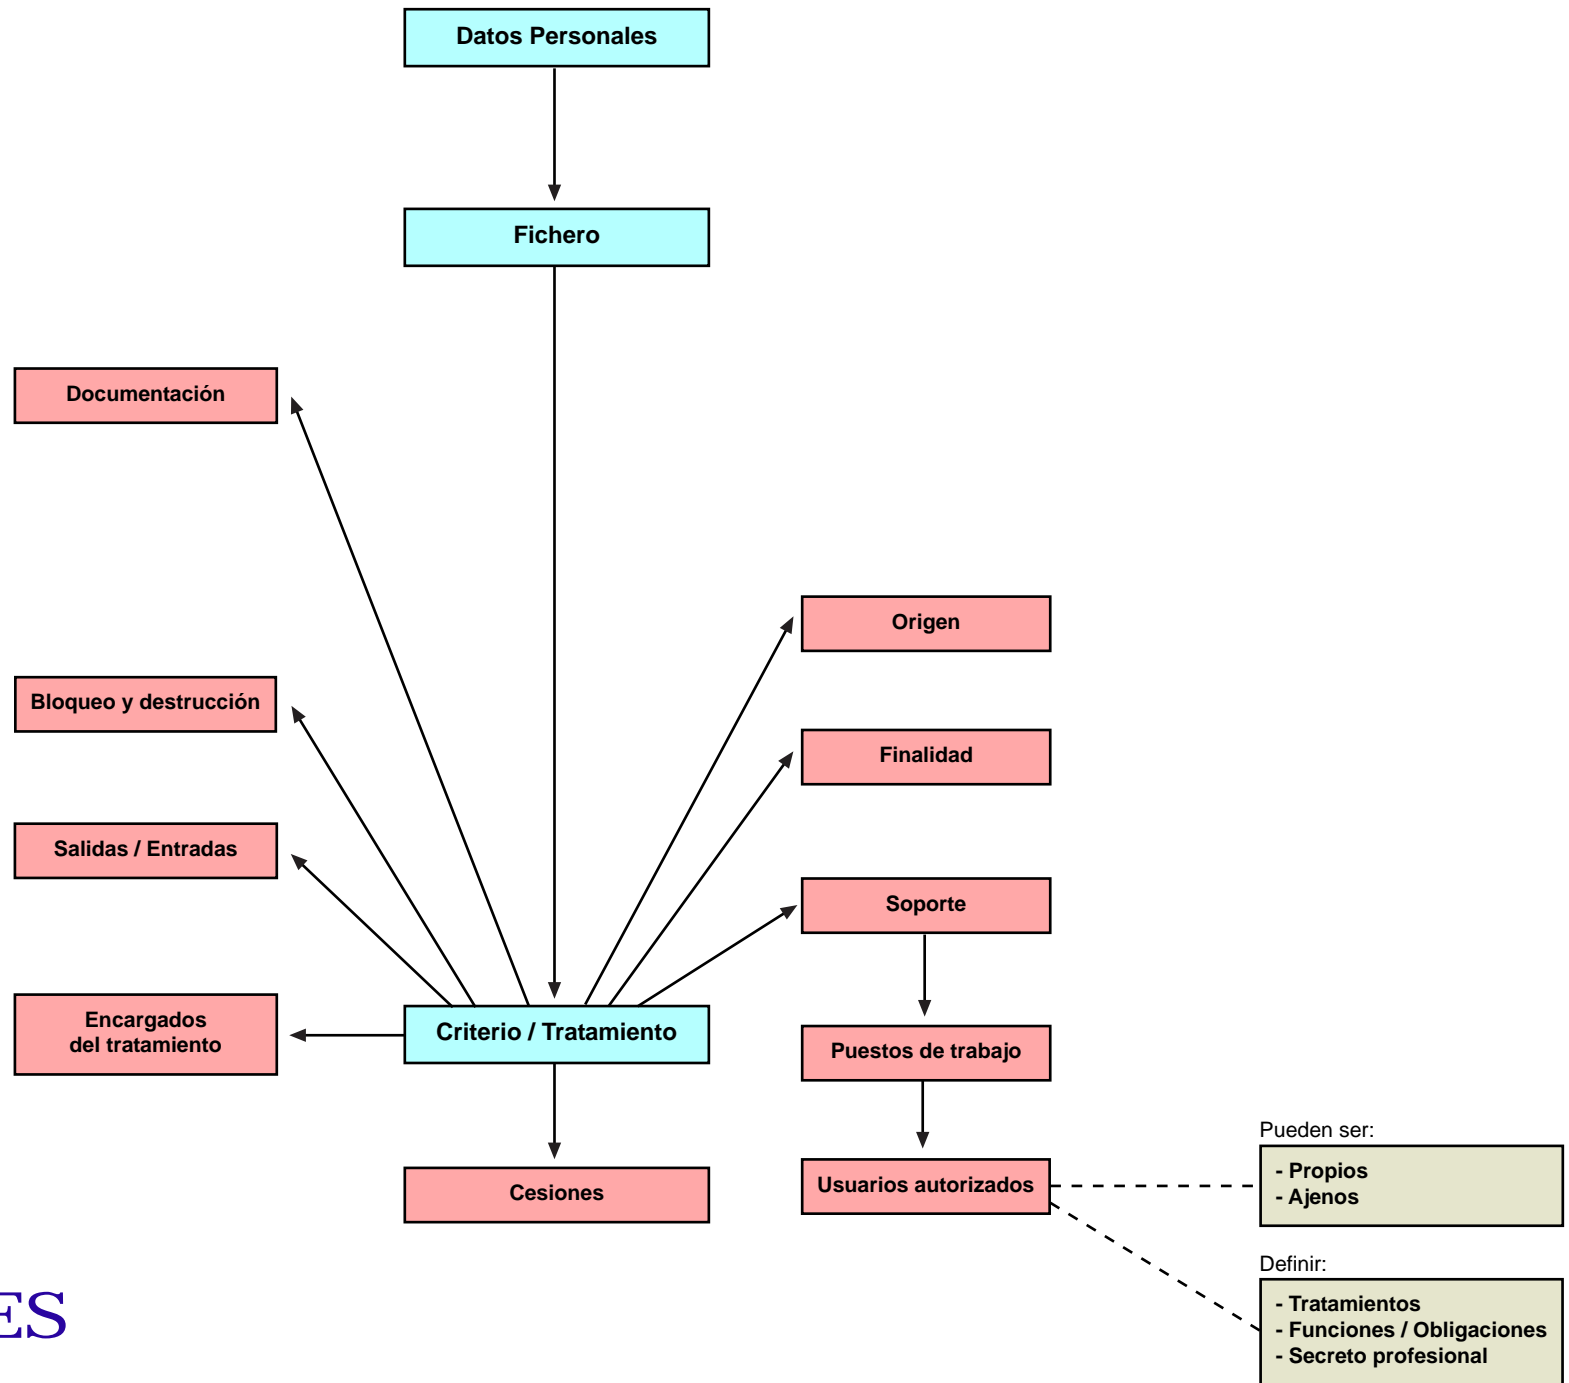 Datos Personales
Fichero
Documentación
Origen
Bloqueo y destrucción
Finalidad
Salidas / Entradas
Soporte
Encargados
del tratamiento
Criterio / Tratamiento
Puestos de trabajo
Cesiones
Usuarios autorizados
Pueden ser:
- Propios
- Ajenos
Definir:
- Tratamientos
- Funciones / Obligaciones
- Secreto profesional
ES